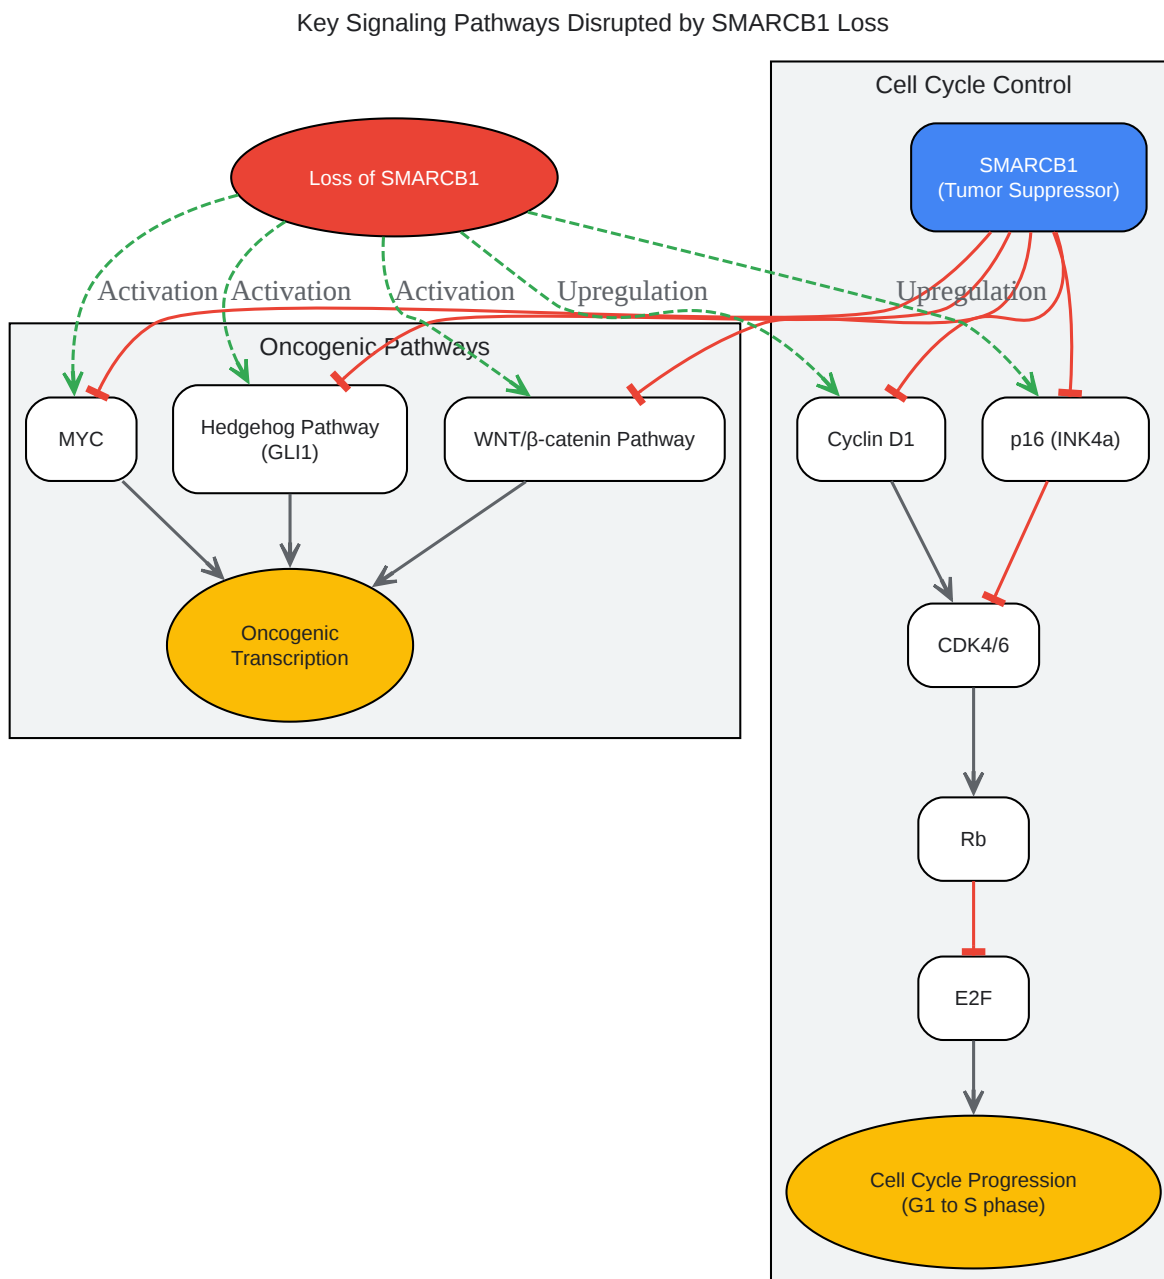 Key Signaling Pathways Disrupted by SMARCB1 Loss
Cell Cycle Control
Loss of SMARCB1
SMARCB1
(Tumor Suppressor)
Activation
Activation
Activation
Upregulation
Upregulation
Oncogenic Pathways
MYC
Hedgehog Pathway
(GLI1)
WNT/β-catenin Pathway
Cyclin D1
p16 (INK4a)
Oncogenic
Transcription
CDK4/6
Rb
E2F
Cell Cycle Progression
(G1 to S phase)